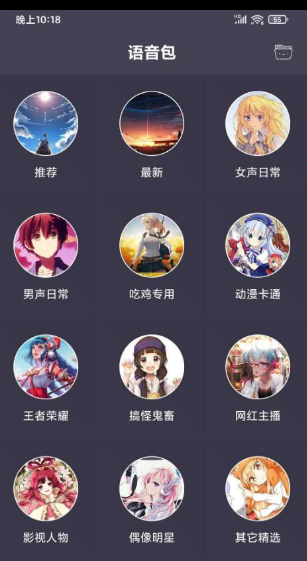 晚上10:18
55
语音包
推荐
最新
女声日常
男声日常
吃鸡专用
动漫卡通
王者荣耀
搞怪鬼畜
网红主播
影视人物
偶像明星
其它精选